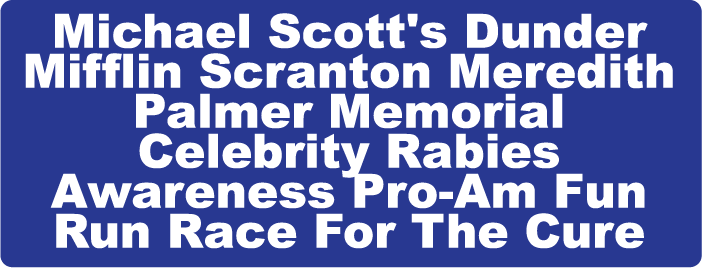 Michael Scott's Dunder
Mifflin Scranton Meredith
Palmer Memorial
Celebrity Rabies
Awareness Pro-Am Fun
Run Race For The Cure